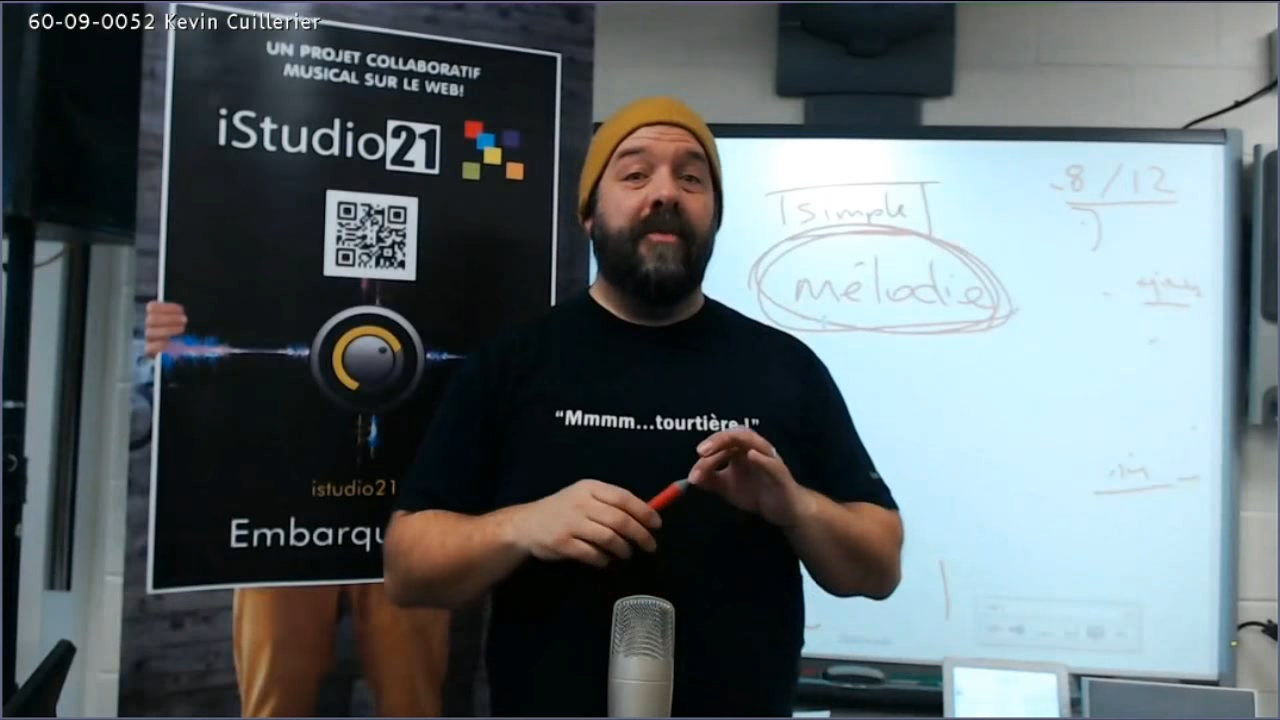 60-09-0052 Kevin Cuillerier
UN PROJET COLLABORATIF
MUSICAL SUR LE WEB!
iStudio21
istudio21
Embarqu
"Mmmm...tourtière !"
simple
mélodie
8/12